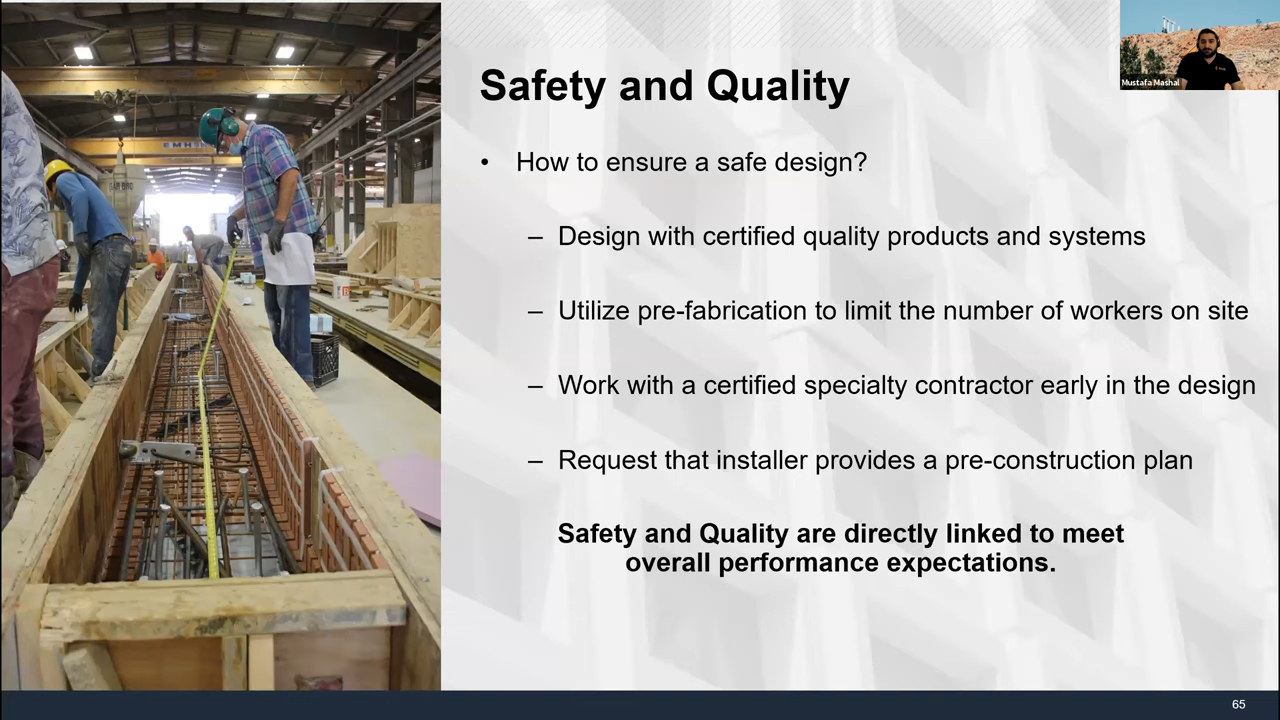 Safety and Quality
Mustafa Mashal
• How to ensure a safe design?
– Design with certified quality products and systems
– Utilize pre-fabrication to limit the number of workers on site
– Work with a certified specialty contractor early in the design
– Request that installer provides a pre-construction plan
Safety and Quality are directly linked to meet
overall performance expectations.
65